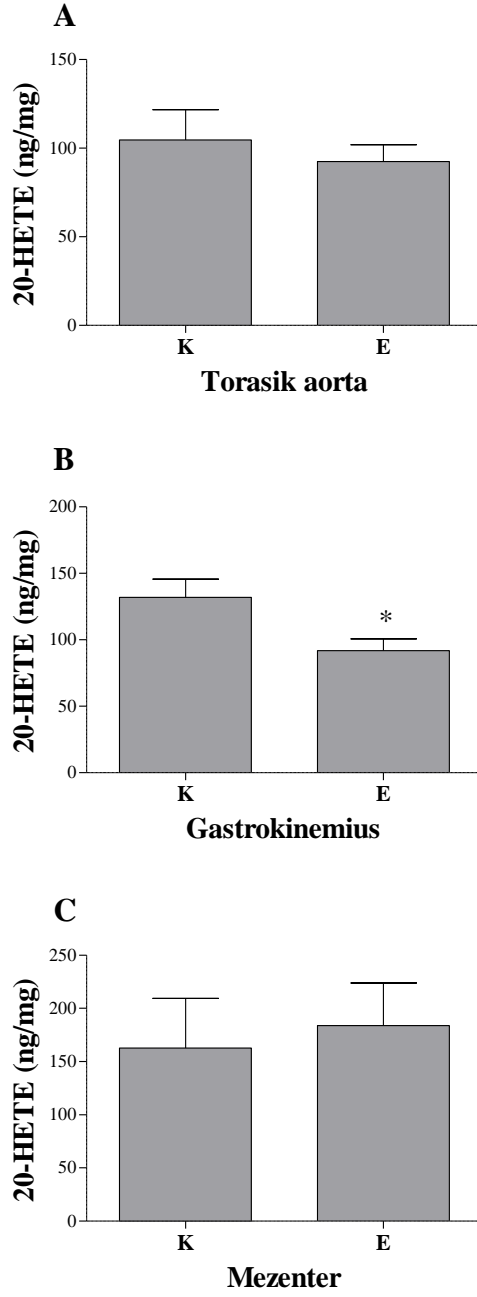 A
20-HETE (ng/mg)
150
100
50
0
K E
Torasik aorta
B
20-HETE (ng/mg)
200
150
100
50
0
*
K E
Gastrokinemius
C
20-HETE (ng/mg)
250
200
150
100
50
0
K E
Mezenter